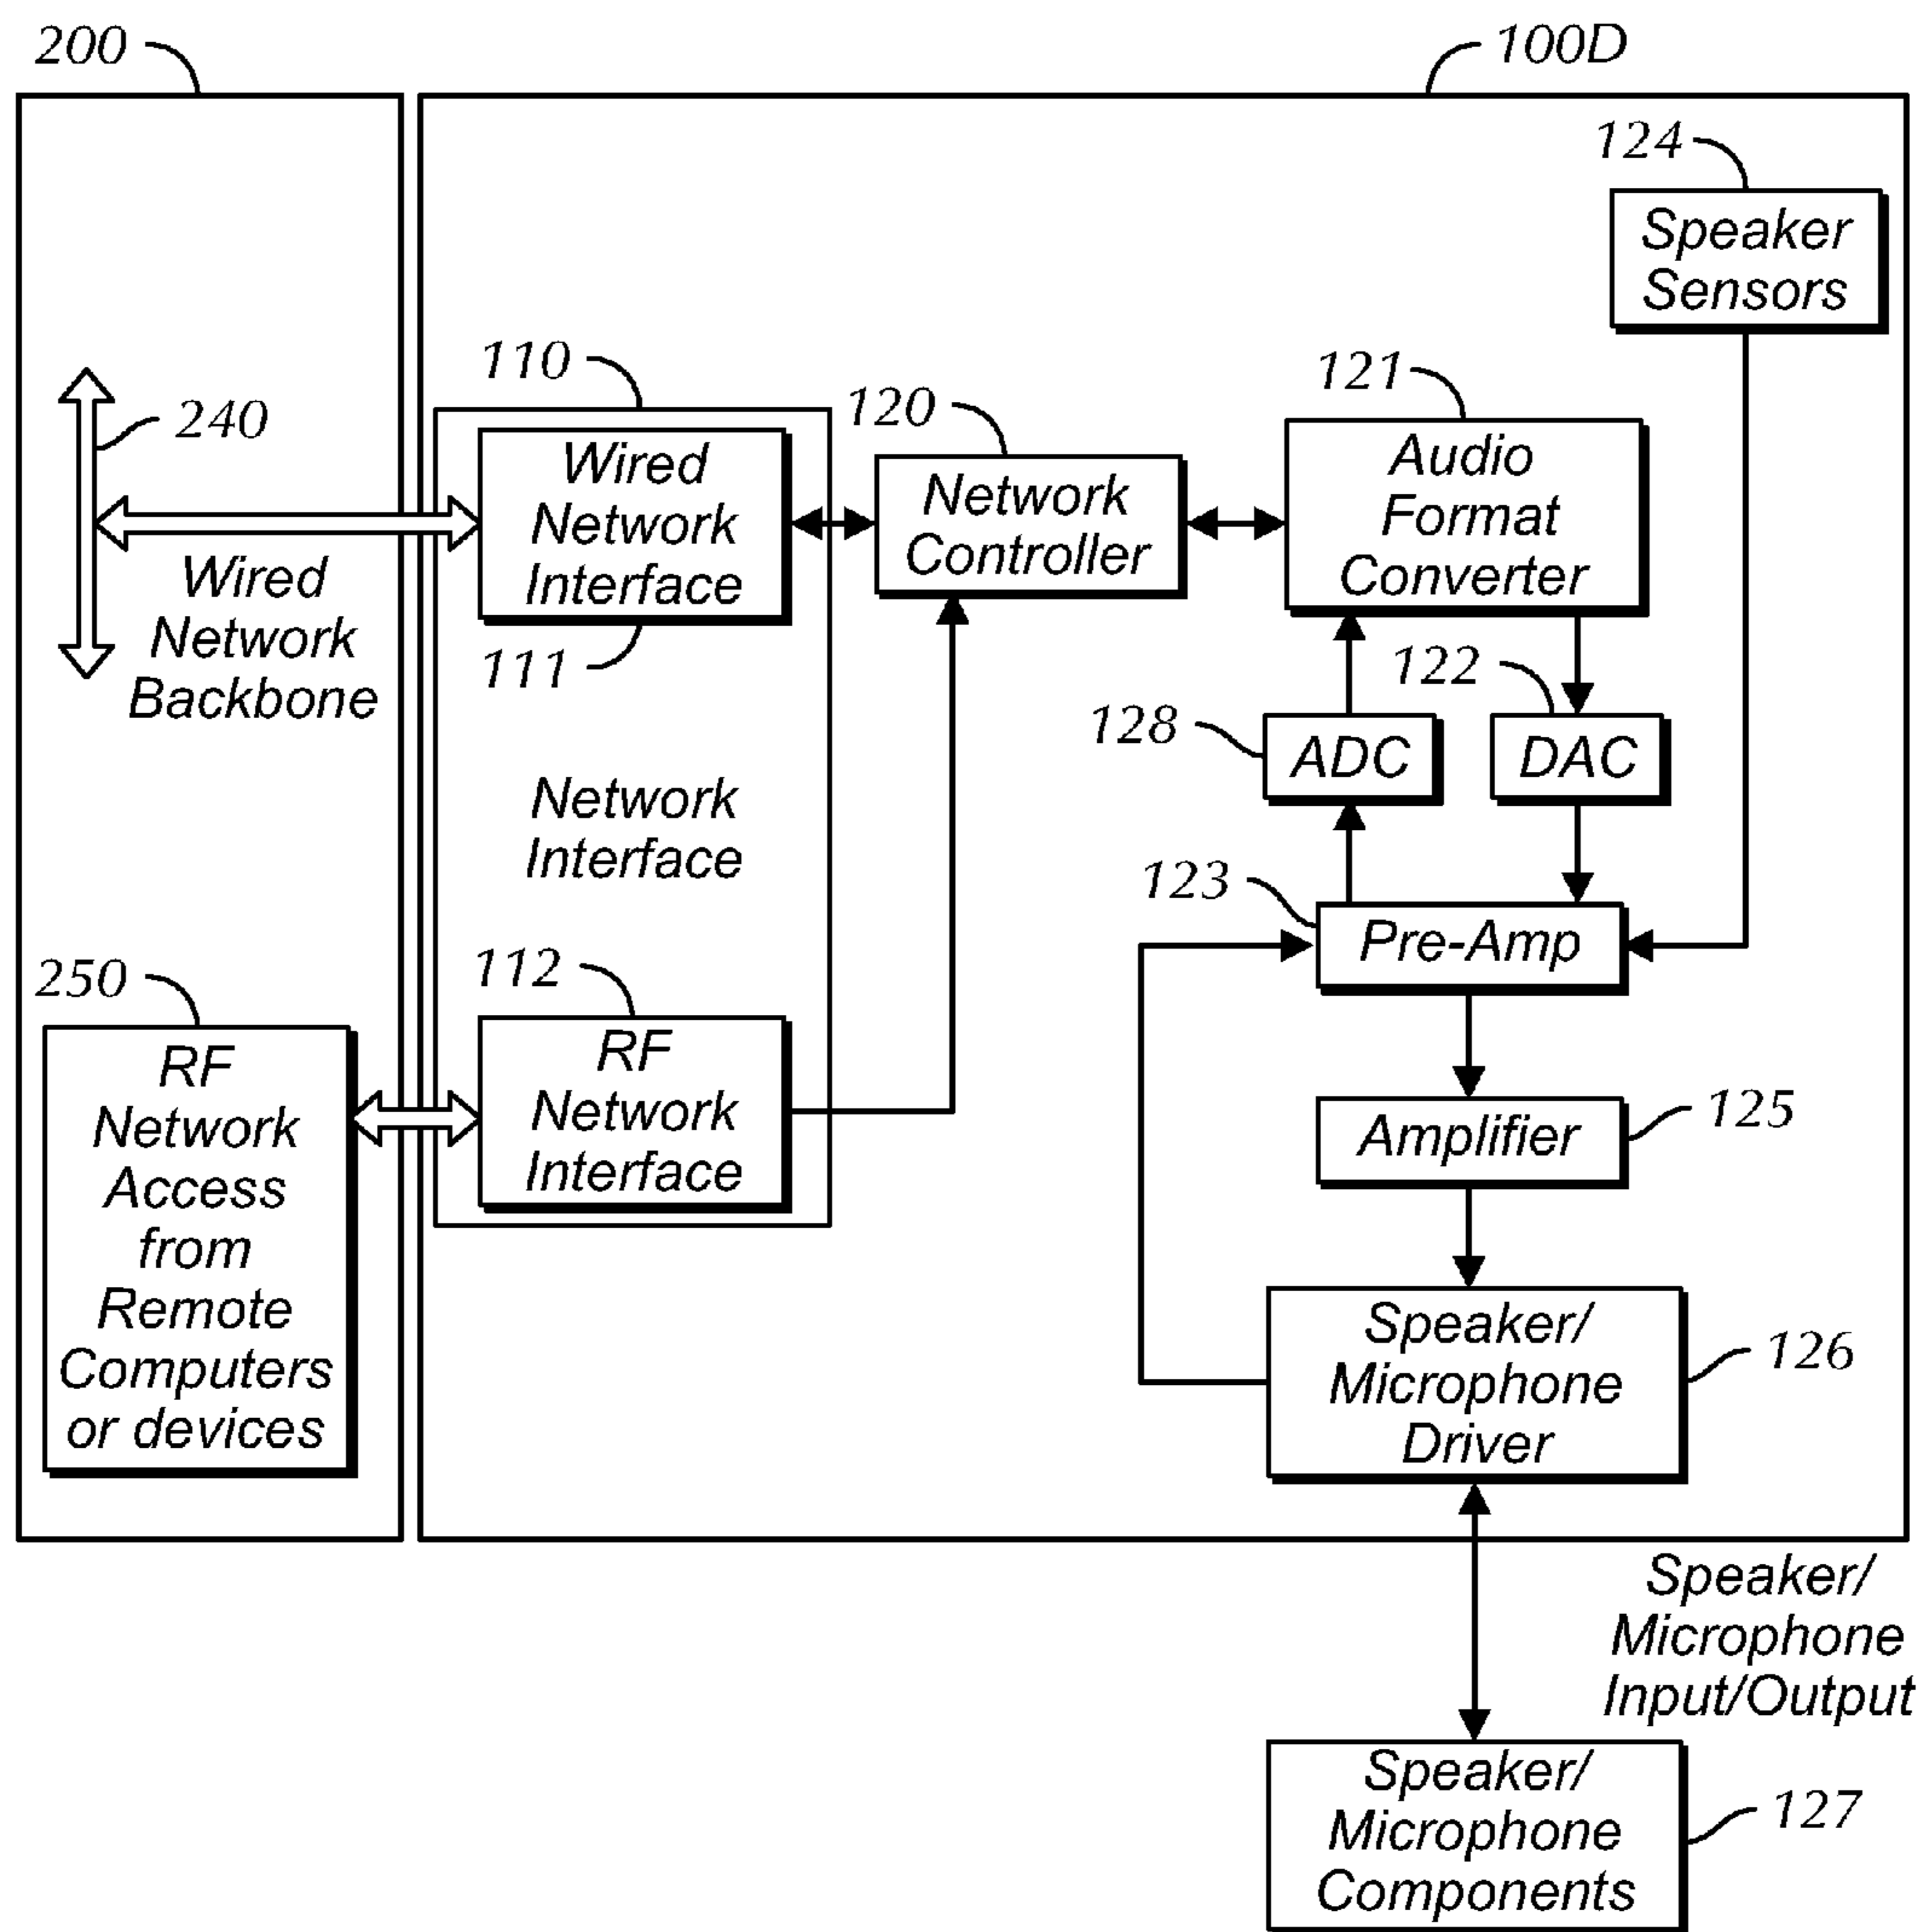 200
100D
124
Speaker
Sensors
110
121
240
120
Wired
Network
Interface
Network
Controller
Audio
Format
Converter
Wired
Network
Backbone
111
122
128
ADC
DAC
Network
Interface
123
Pre-Amp
250
112
RF
Network
Access
from
Remote
Computers
or devices
RF
Network
Interface
Amplifier
125
Speaker/
Microphone
Driver
126
Speaker/
Microphone
Input/Output
Speaker/
Microphone
Components
127